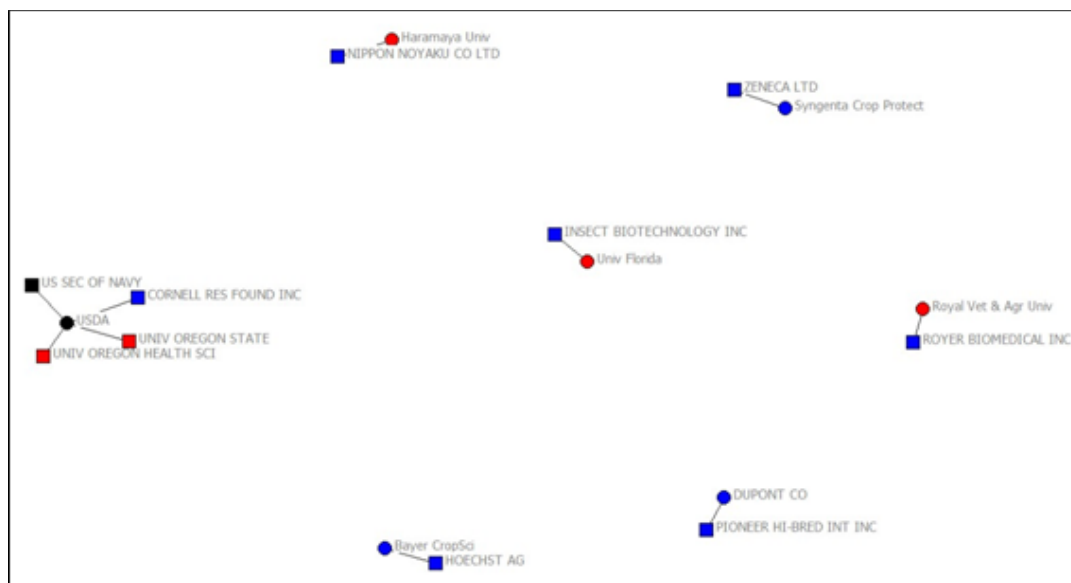 Haramaya Univ
NIPPON NOYAKU CO LTD
ZENECA LTD
Syngenta Crop Protect
INSECT BIOTECHNOLOGY INC
Univ Florida
US SEC OF NAVY
CORNELL RES FOUND INC
USDA
UNIV OREGON STATE
UNIV OREGON HEALTH SCI
Royal Vet & Agr Univ
ROYER BIOMEDICAL INC
DUPONT CO
PIONEER HI-BRED INT INC
Bayer CropSci
HOECHST AG